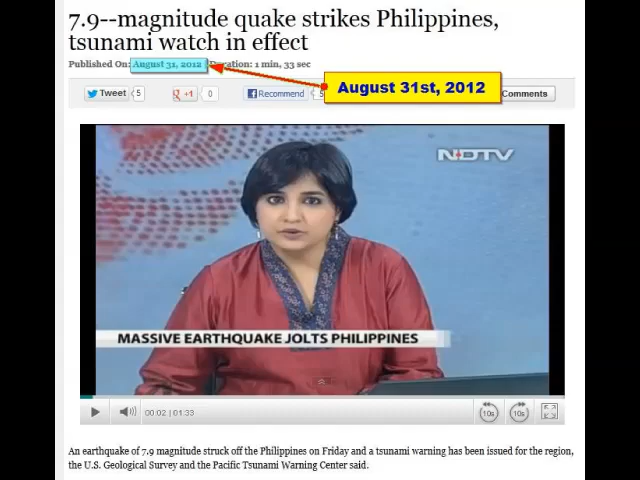 7.9--magnitude quake strikes Philippines,
tsunami watch in effect
Published On: August 31, 2012 | Duration: 1 min, 33 sec
August 31st, 2012
Tweet 5 +1 0 Recommend 5 Comments
NDTV
MASSIVE EARTHQUAKE JOLTS PHILIPPINES
00:02 | 01:33 10s 10s
An earthquake of 7.9 magnitude struck off the Philippines on Friday and a tsunami warning has been issued for the region,
the U.S. Geological Survey and the Pacific Tsunami Warning Center said.